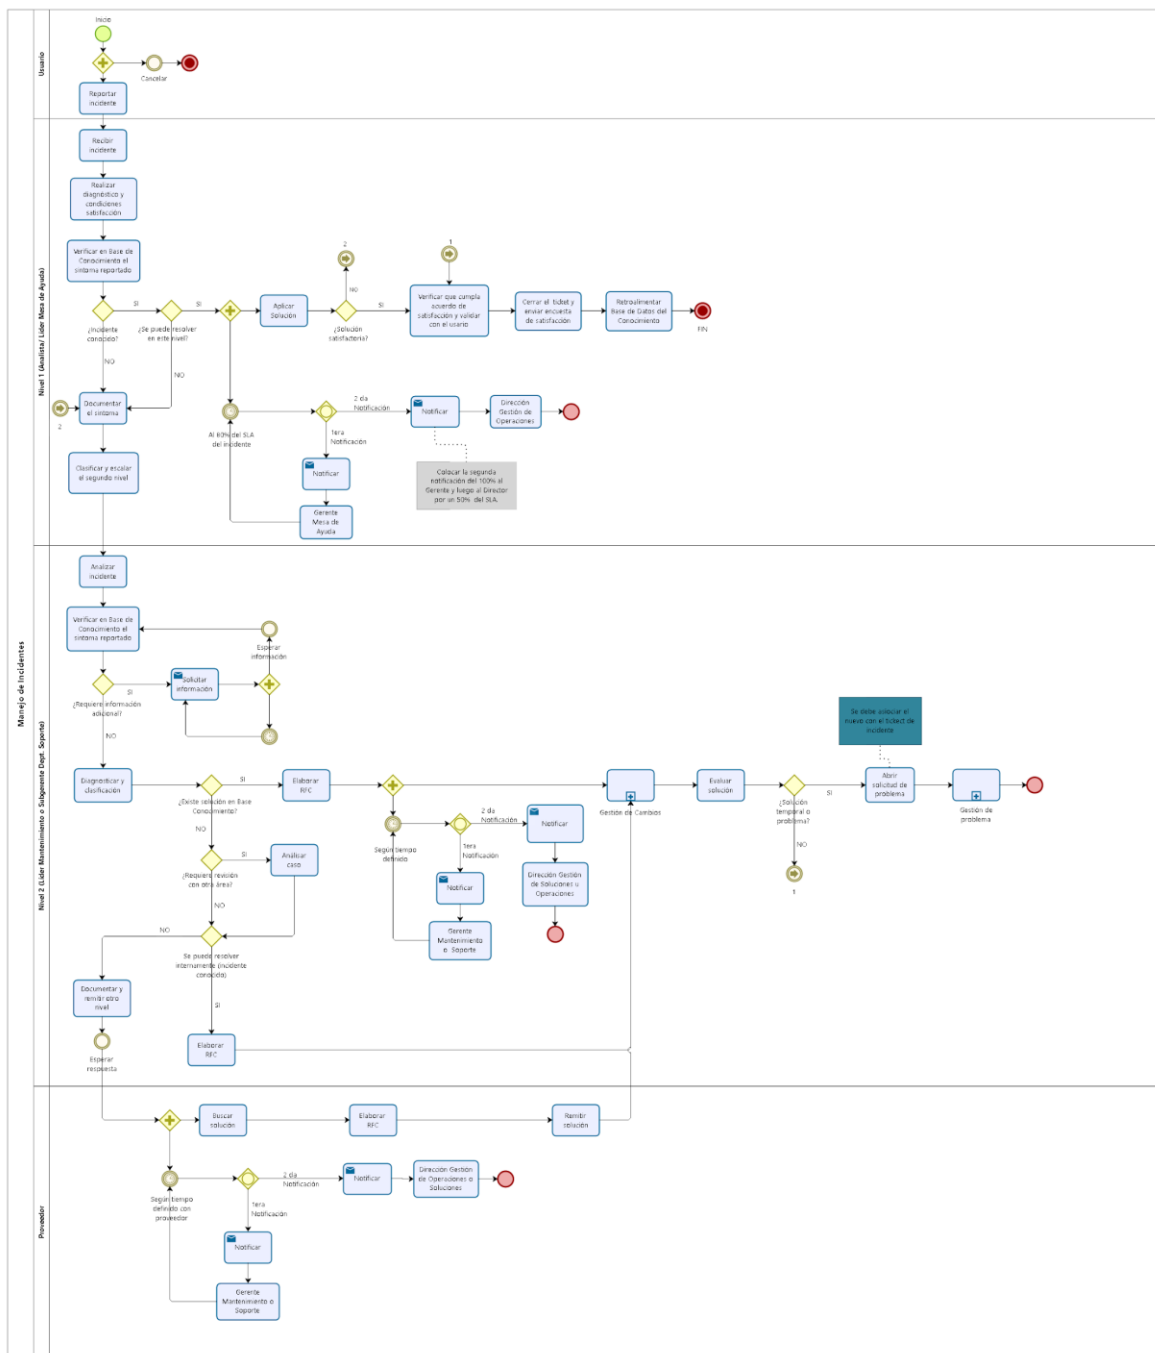 Manejo de Incidentes
Usuario
Inicio
Cancelar
Reportar
incidente
Nivel 1 (Analista/ Líder Mesa de Ayuda)
Recibir
incidente
Realizar
diagnóstico y
condiciones
satisfacción
Verificar en Base de
Conocimiento el
síntoma reportado
¿Incidente
conocido?
SI
NO
¿Se puede resolver
en este nivel?
SI
NO
Aplicar
Solución
2
NO
¿Solución
satisfactoria?
SI
1
Verificar que cumpla
acuerdo de
satisfacción y validar
con el usario
Cerrar el ticket y
enviar encuesta
de satisfacción
Retroalimentar
Base de Datos del
Conocimiento
FIN
2
Documentar
el síntoma
Clasificar y escalar
el segundo nivel
del SLA
del incidente
2 da
Notificación
Notificar
Dirección
Gestión de
Operaciones
1era
Notificación
Notificar
Gerente
Mesa de
Ayuda
Colocar la segunda
notificación del 100% al
Gerente y luego al Director
por un 50% del SLA.
Nivel 2 (Líder Mantenimiento o Subgerente Dept. Soporte)
Analizar
incidente
Verificar en Base de
Conocimiento el
síntoma reportado
Esperar
información
¿Requiere información
adicional?
SI
NO
Solicitar
información
Diagnosticar y
clasificación
¿Existe solución en Base
Conocimiento?
SI
NO
Elaborar
RFC
¿Requiere revisión
con otra área?
SI
NO
Análisar
caso
Se puede resolver
internamente (incidente
conocido)
NO
SI
Documentar y
remitir otro
nivel
Esperar
respuesta
Elaborar
RFC
Según tiempo
definido
2 da
Notificación
Notificar
Dirección Gestión
de Soluciones u
Operaciones
1era
Notificación
Notificar
Gerente
Mantenimiento
o Soporte
Gestión de Cambios
Evaluar
solución
¿Solución
temporal o
problema?
SI
NO
1
Se debe asociar el
nuevo con el ticket de
incidente
Abrir
solicitud de
problema
Gestión de
problema
Proveedor
Buscar
solución
Elaborar
RFC
Remitir
solución
Según tiempo
definido con
proveedor
2 da
Notificación
Notificar
Dirección Gestión
de Operaciones o
Soluciones
1era
Notificación
Notificar
Gerente
Mantenimiento o
Soporte